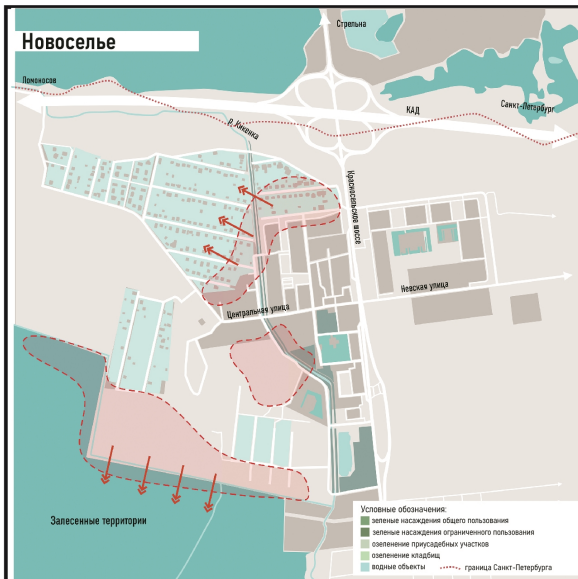 Новоселье
Стрельна
Ломоносов
Санкт-Петербург
КАД
р. Кикенка
Красносельское шоссе
Невская улица
Центральная улица
Залесенные территории
Условные обозначения:
зеленые насаждения общего пользования
зеленые насаждения ограниченного пользования
озеленение приусадебных участков
озеленение кладбищ
водные объекты
граница Санкт-Петербурга